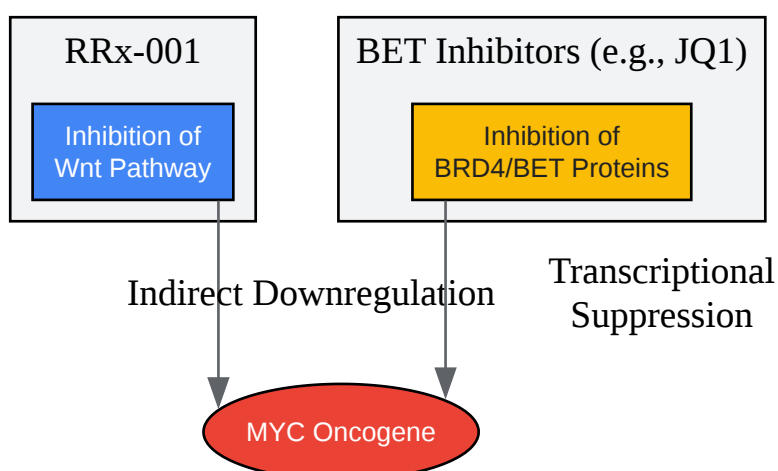 RRx-001
BET Inhibitors (e.g., JQ1)
Inhibition of
Wnt Pathway
Inhibition of
BRD4/BET Proteins
Indirect Downregulation
Transcriptional
Suppression
MYC Oncogene